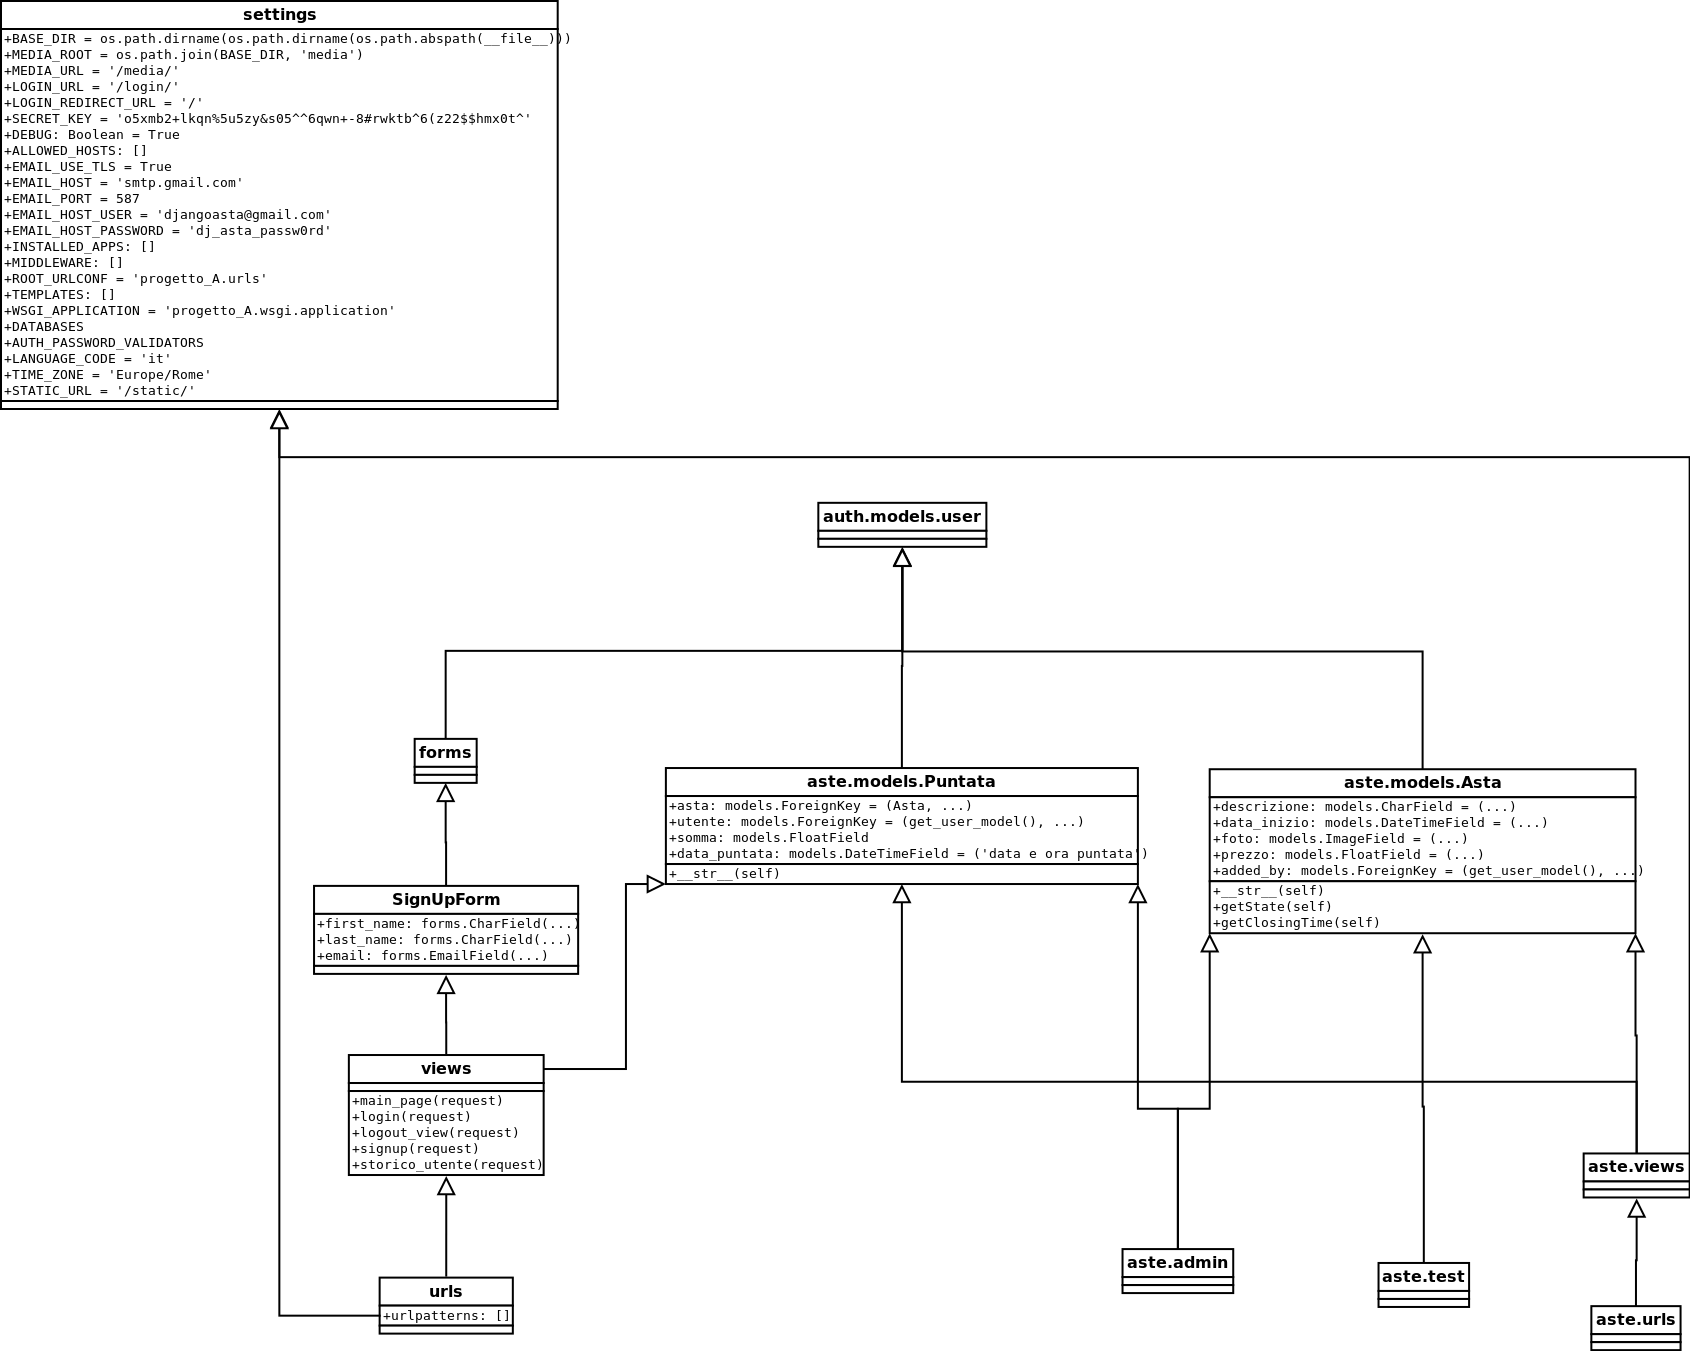 settings
+BASE_DIR = os.path.dirname(os.path.dirname(os.path.abspath(__file__)))
+MEDIA_ROOT = os.path.join(BASE_DIR, 'media')
+MEDIA_URL = '/media/'
+LOGIN_URL = '/login/'
+LOGIN_REDIRECT_URL = '/'
+SECRET_KEY = 'o5xmb2+lkqn%5u5zy&s05^^6qwn+-8#rwktb^6(z22$$hmx0t^'
+DEBUG: Boolean = True
+ALLOWED_HOSTS: []
+EMAIL_USE_TLS = True
+EMAIL_HOST = 'smtp.gmail.com'
+EMAIL_PORT = 587
+EMAIL_HOST_USER = 'djangoasta@gmail.com'
+EMAIL_HOST_PASSWORD = 'dj_asta_passw0rd'
+INSTALLED_APPS: []
+MIDDLEWARE: []
+ROOT_URLCONF = 'progetto_A.urls'
+TEMPLATES: []
+WSGI_APPLICATION = 'progetto_A.wsgi.application'
+DATABASES
+AUTH_PASSWORD_VALIDATORS
+LANGUAGE_CODE = 'it'
+TIME_ZONE = 'Europe/Rome'
+STATIC_URL = '/static/'
auth.models.user
forms
aste.models.Puntata
+asta: models.ForeignKey = (Asta, ...)
+utente: models.ForeignKey = (get_user_model(), ...)
+somma: models.FloatField
+data_puntata: models.DateTimeField = ('data e ora puntata')
+__str__(self)
aste.models.Asta
+descrizione: models.CharField = (...)
+data_inizio: models.DateTimeField = (...)
+foto: models.ImageField = (...)
+prezzo: models.FloatField = (...)
+added_by: models.ForeignKey = (get_user_model(), ...)
+__str__(self)
+getState(self)
+getClosingTime(self)
SignUpForm
+first_name: forms.CharField(...)
+last_name: forms.CharField(...)
+email: forms.EmailField(...)
views
+main_page(request)
+login(request)
+logout_view(request)
+signup(request)
+storico_utente(request)
aste.views
aste.admin
aste.test
urls
+urlpatterns: []
aste.urls